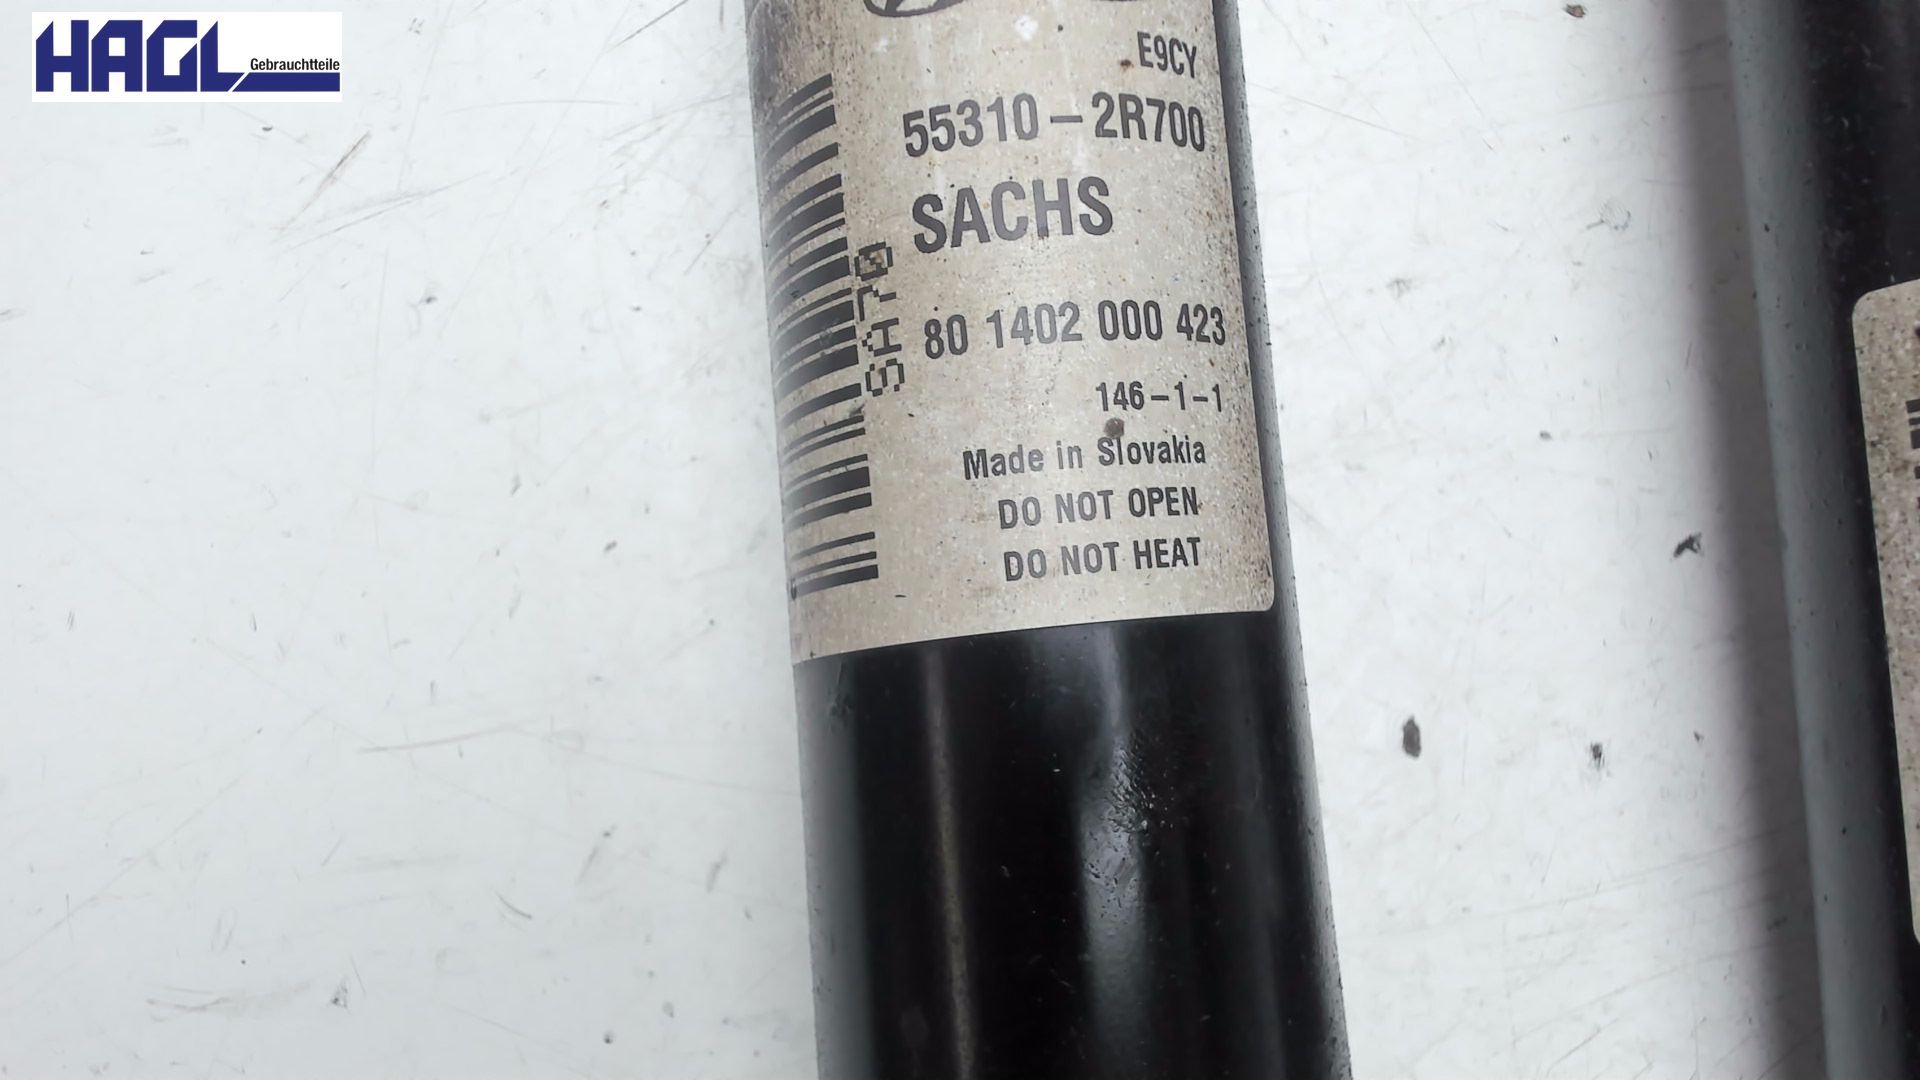 HAGL
Gebrauchtteile
E9CY
55310-2R700
SACHS
SA70
80 1402 000 423
146-1-1
Made in Slovakia
DO NOT OPEN
DO NOT HEAT